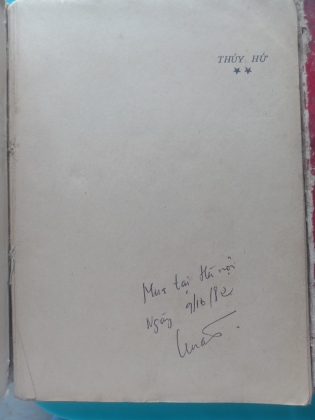 THỦY HỬ
★ ★
Mua tại Hà nội
Ngày 9/10/82